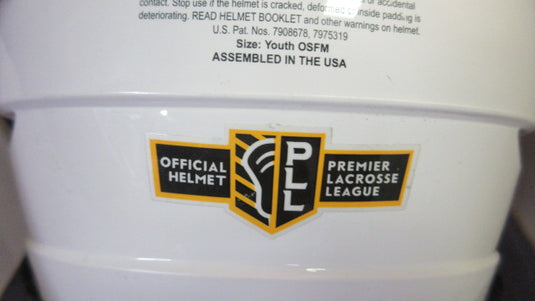 or accidental
contact. Stop use if the helmet is cracked, deformed inside padding is
deteriorating. READ HELMET BOOKLET and other warnings on helmet.
U.S. Pat. Nos. 7908678, 7975319
Size: Youth OSFM
ASSEMBLED IN THE USA
OFFICIAL
HELMET
PLL
PREMIER
LACROSSE
LEAGUE